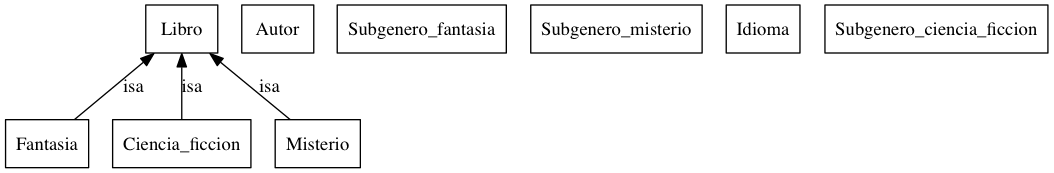 Libro
Autor
Subgenero_fantasia
Subgenero_misterio
Idioma
Subgenero_ciencia_ficcion
isa
isa
isa
Fantasia
Ciencia_ficcion
Misterio